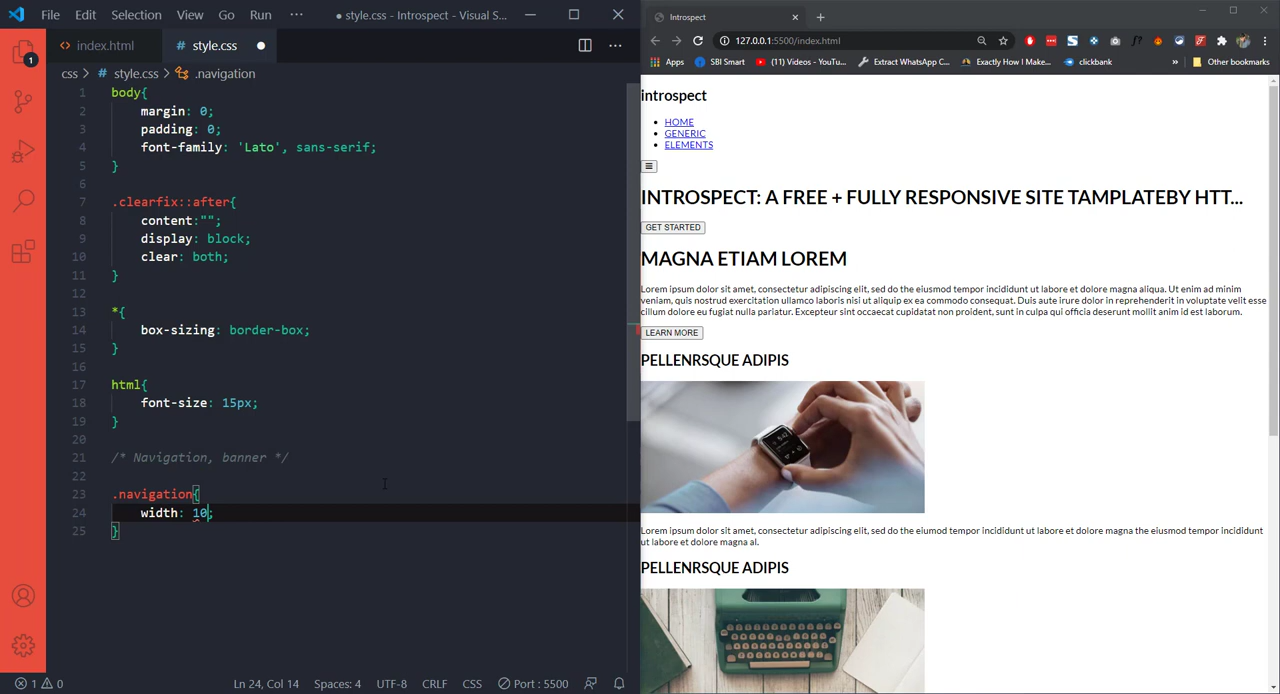 File Edit Selection View Go Run ··· ● style.css - Introspect - Visual S...
index.html # style.css ●
css > # style.css > .navigation
1 body{
2 margin: 0;
3 padding: 0;
4 font-family: 'Lato', sans-serif;
5 }
6
7 .clearfix::after{
8 content:"";
9 display: block;
10 clear: both;
11 }
12
13 *{
14 box-sizing: border-box;
15 }
16
17 html{
18 font-size: 15px;
19 }
20
21 /* Navigation, banner */
22
23 .navigation{
24 width: 10;
25 }
1
1 0 Ln 24, Col 14 Spaces: 4 UTF-8 CRLF CSS Port : 5500
Introspect
127.0.0.1:5500/index.html
Apps SBI Smart (11) Videos - YouTu... Extract WhatsApp C... Exactly How I Make... clickbank » Other bookmarks
introspect
HOME
GENERIC
ELEMENTS
INTROSPECT: A FREE + FULLY RESPONSIVE SITE TAMPLATEBY HTT...
GET STARTED
MAGNA ETIAM LOREM
Lorem ipsum dolor sit amet, consectetur adipiscing elit, sed do the eiusmod tempor incididunt ut labore et dolore magna aliqua. Ut enim ad minim
veniam, quis nostrud exercitation ullamco laboris nisi ut aliquip ex ea commodo consequat. Duis aute irure dolor in reprehenderit in voluptate velit esse
cillum dolore eu fugiat nulla pariatur. Excepteur sint occaecat cupidatat non proident, sunt in culpa qui officia deserunt mollit anim id est laborum.
LEARN MORE
PELLENRSQUE ADIPIS
Lorem ipsum dolor sit amet, consectetur adipiscing elit, sed do eiusmod tempor incididunt ut labore et dolore magna the eiusmod tempor incididunt
ut labore et dolore magna al.
PELLENRSQUE ADIPIS